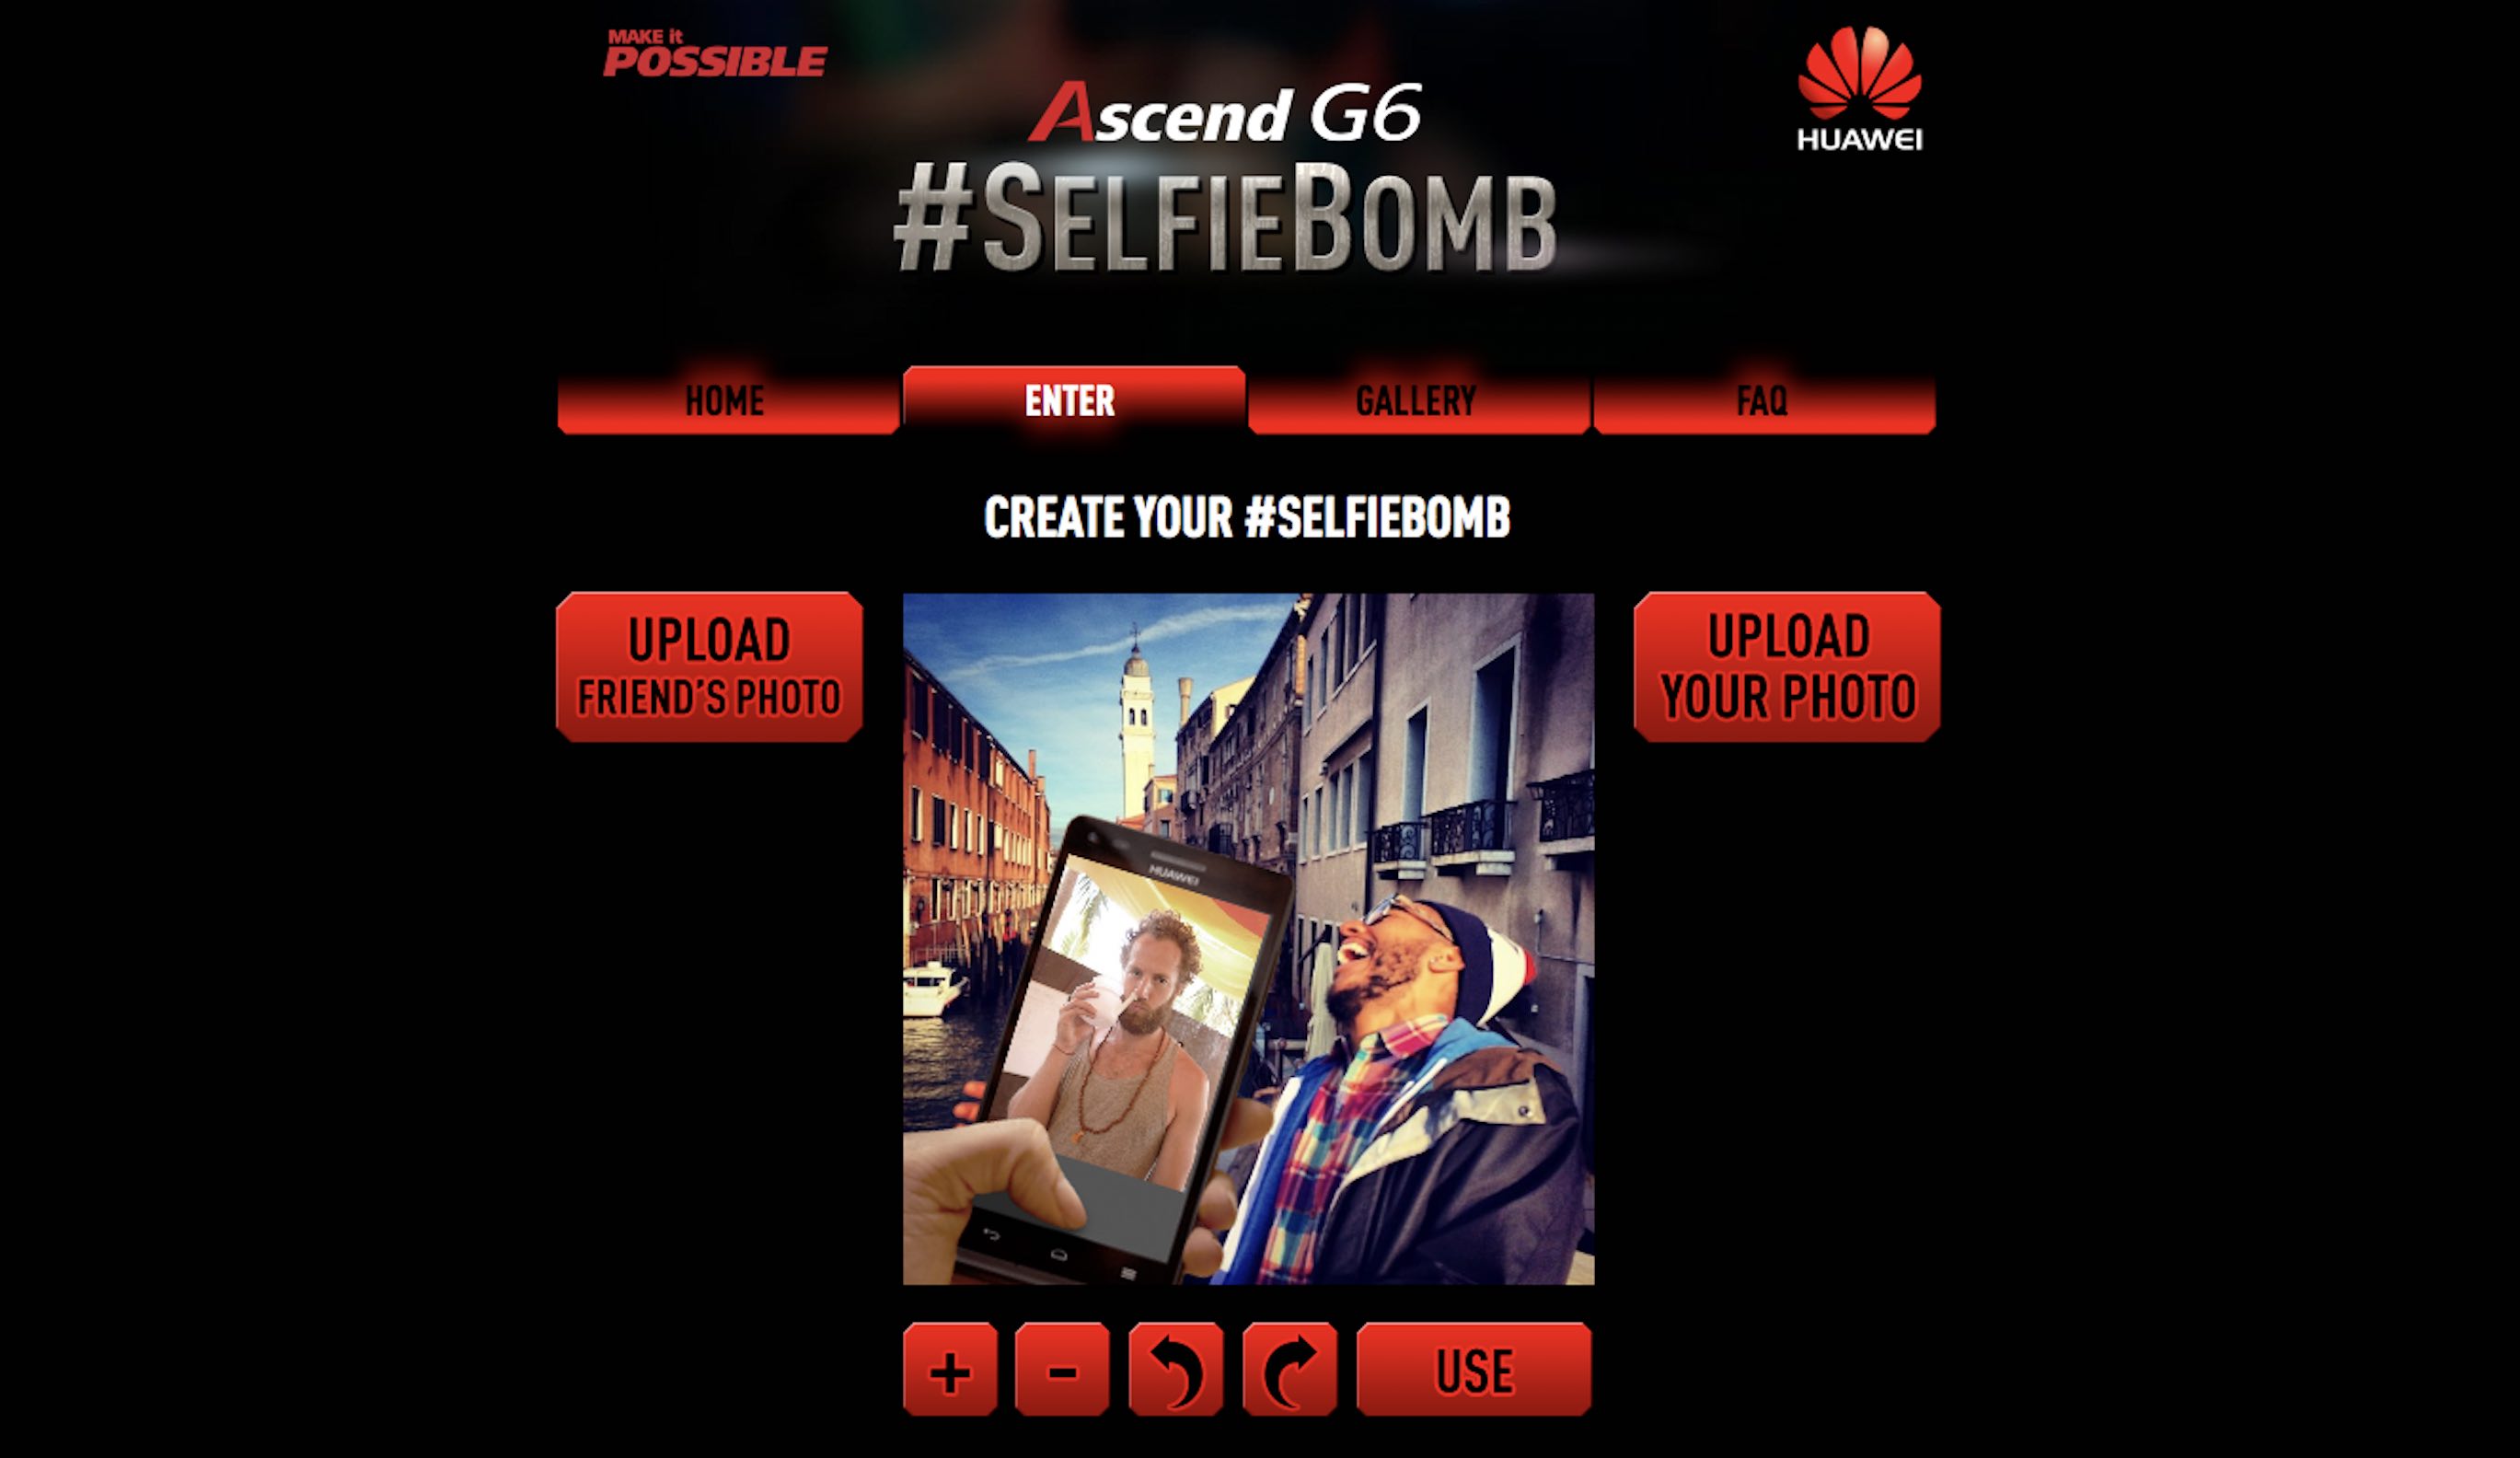 MAKE it
POSSIBLE
Ascend G6
#SELFIEBOMB
HUAWEI
HOME
ENTER
GALLERY
FAQ
CREATE YOUR #SELFIEBOMB
UPLOAD
FRIEND'S PHOTO
UPLOAD
YOUR PHOTO
HUAWEI
+
-
USE